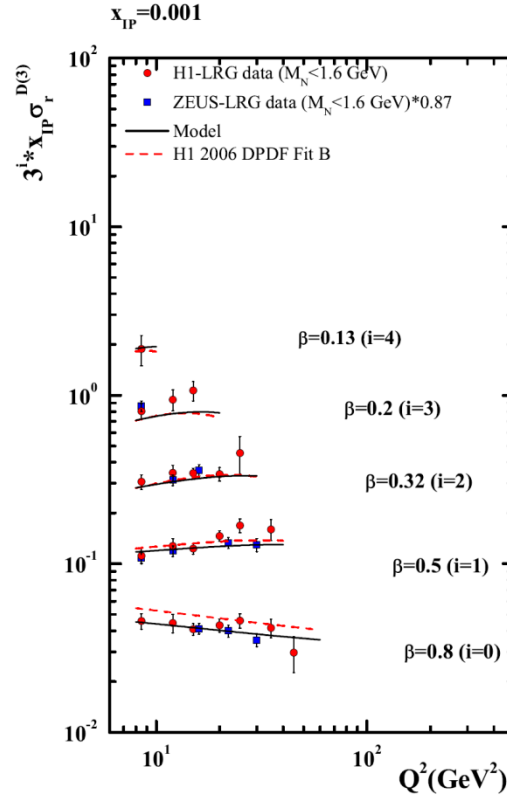 x_IP=0.001
3^i*x_IP σ_r^D(3)
10^2
H1-LRG data (M_N<1.6 GeV)
ZEUS-LRG data (M_N<1.6 GeV)*0.87
Model
H1 2006 DPDF Fit B
10
β=0.13 (i=4)
10^0
β=0.2 (i=3)
β=0.32 (i=2)
10^-1
β=0.5 (i=1)
β=0.8 (i=0)
10^-2
10^1
10^2
Q^2(GeV^2)